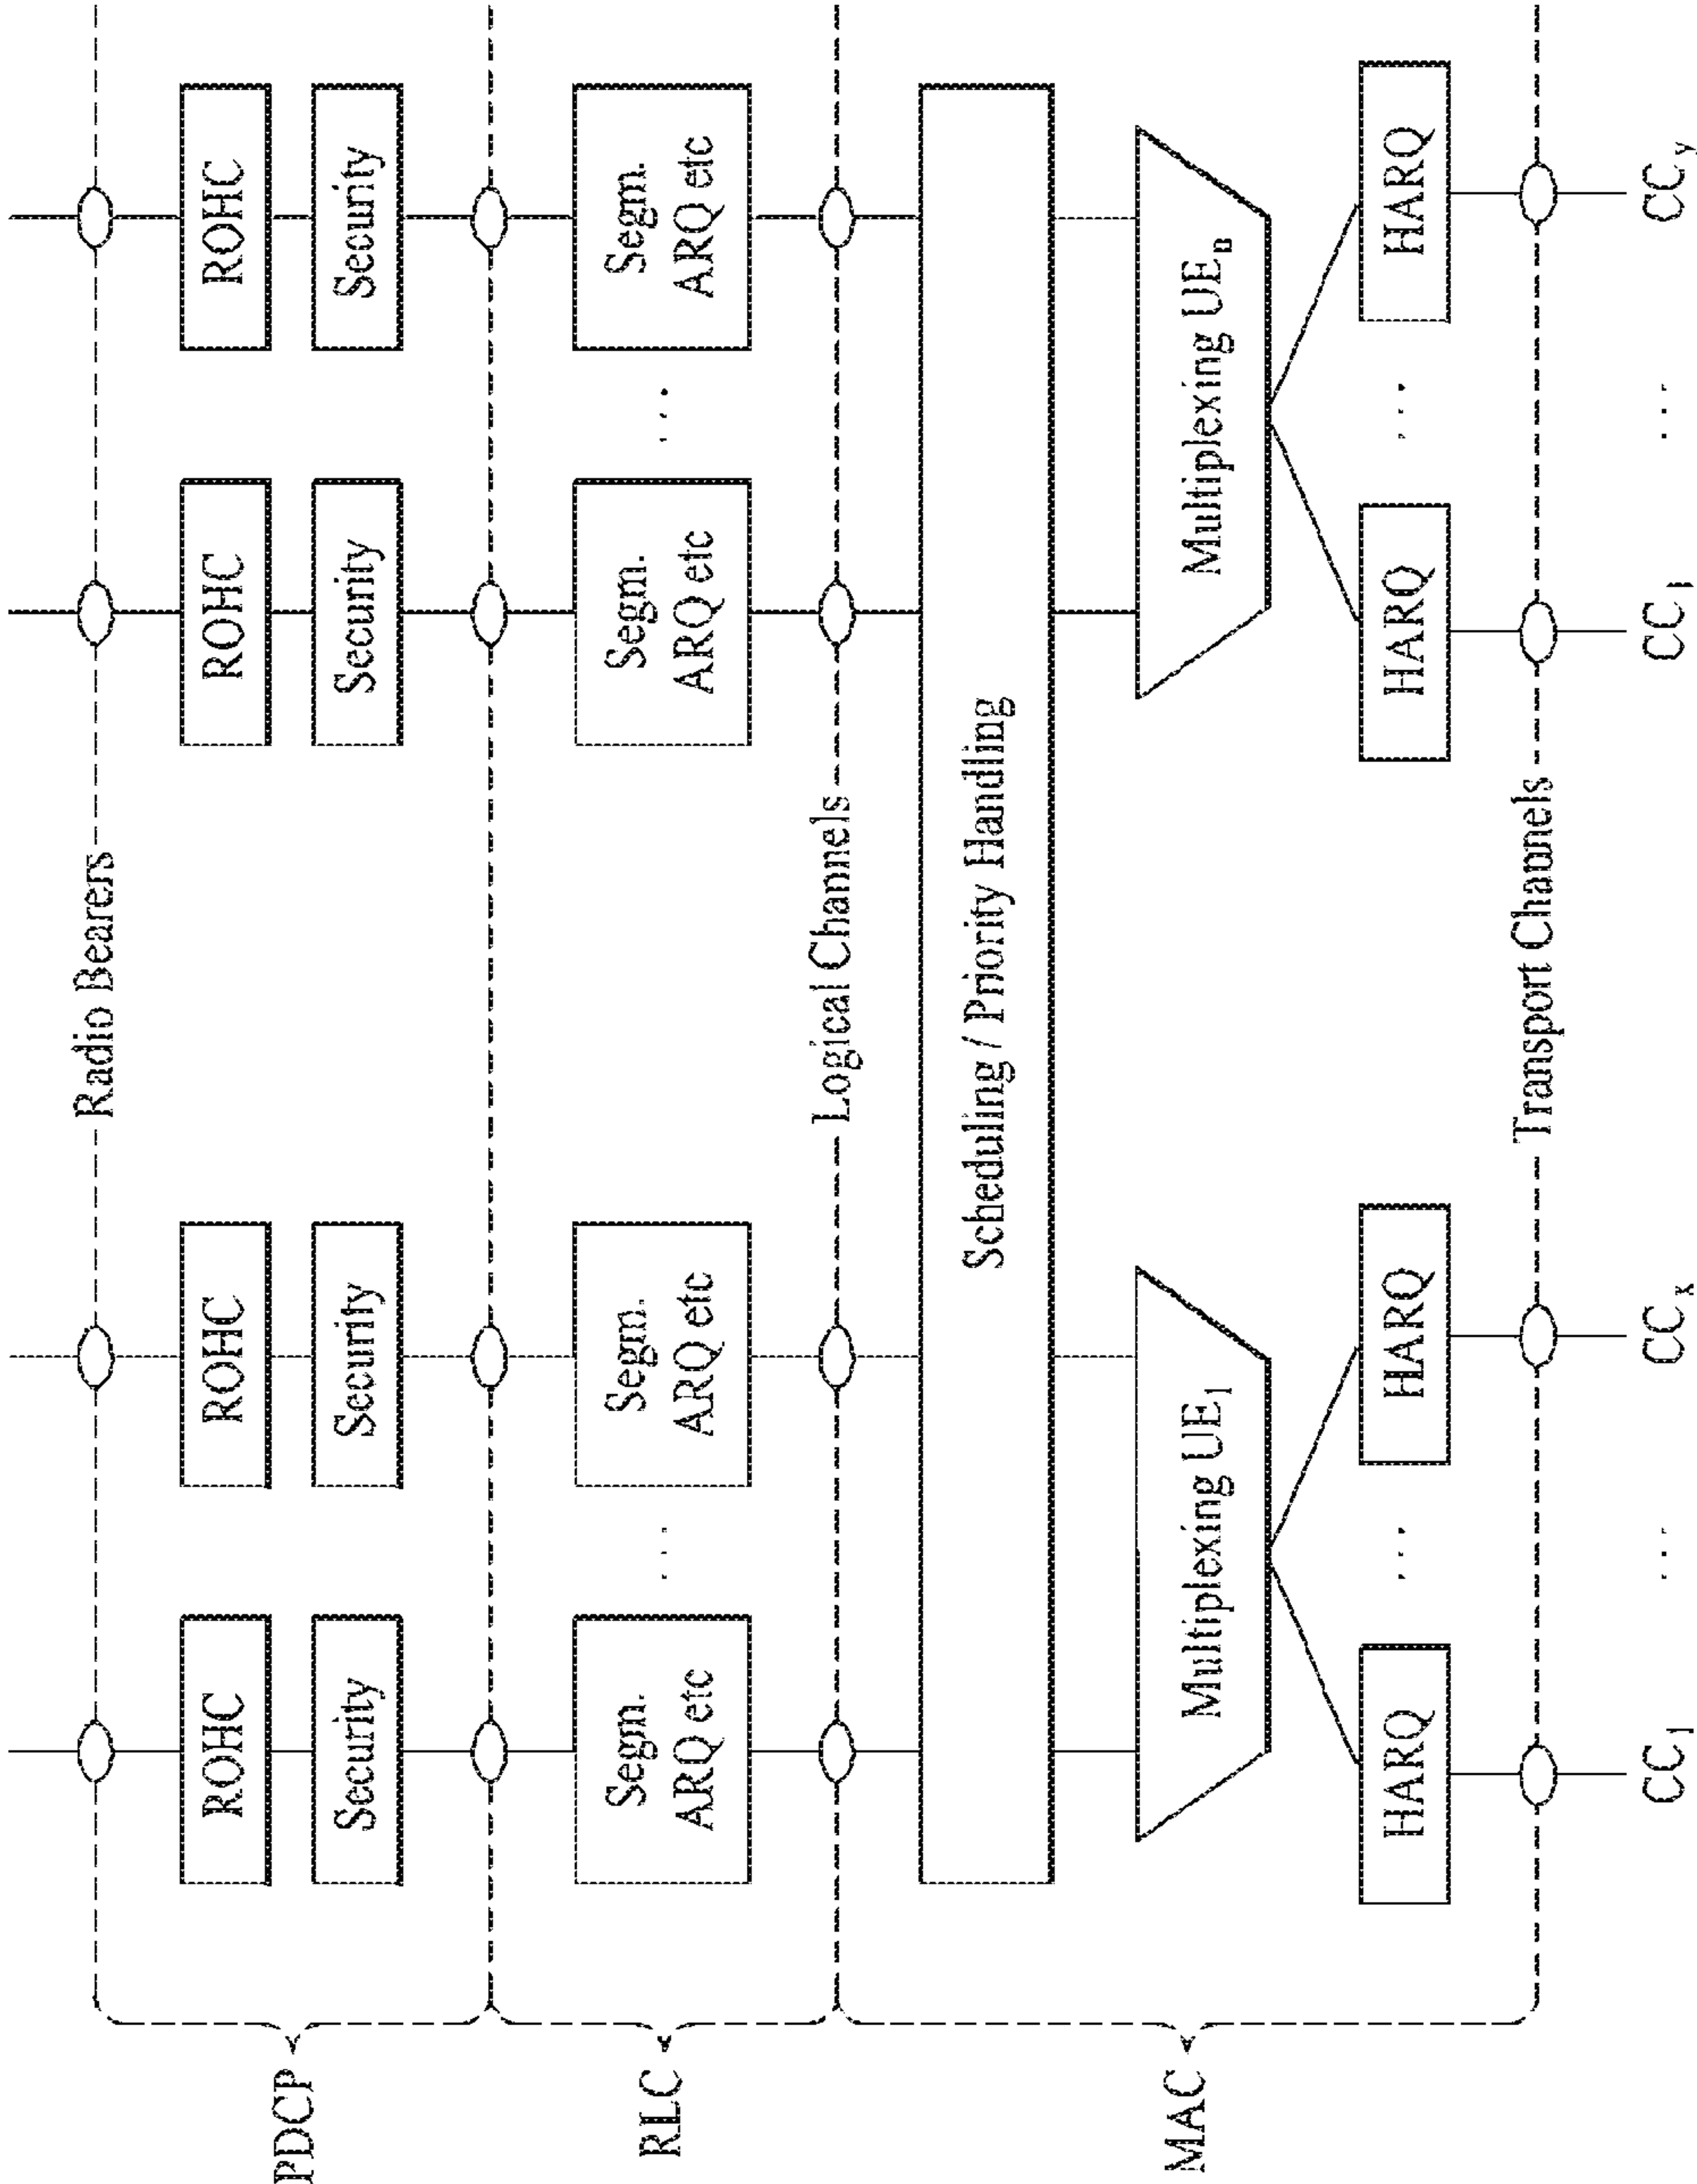 Radio Bearers
PDCP
ROHC ROHC ROHC ROHC
Security Security Security Security
RLC
Segm. ... Segm. Segm. ... Segm.
ARQ etc ARQ etc ARQ etc ARQ etc
Logical Channels
MAC
Scheduling / Priority Handling
Multiplexing UE₁ Multiplexing UEₙ
HARQ ... HARQ HARQ ... HARQ
Transport Channels
CC₁ ... CCₓ CC₁ ... CCy